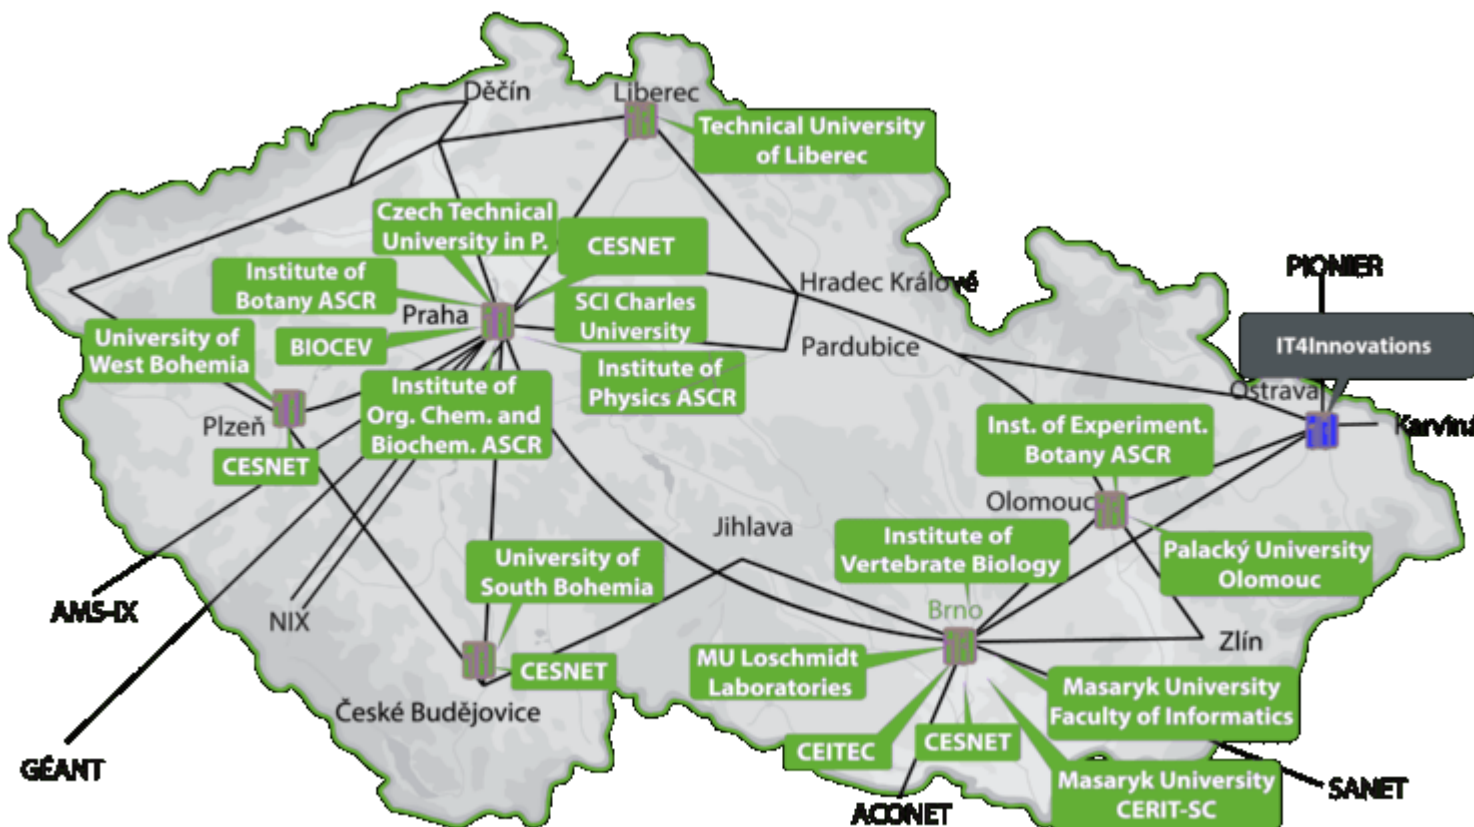 Děčín
Liberec
Technical University
of Liberec
Czech Technical
University in P.
CESNET
Institute of
Botany ASCR
Praha
SCI Charles
University
Hradec Králové
PIONIER
University of
West Bohemia
BIOCEV
Pardubice
IT4Innovations
Institute of
Physics ASCR
Institute of
Org. Chem. and
Biochem. ASCR
Ostrava
Karviná
Plzeň
CESNET
Inst. of Experiment.
Botany ASCR
Olomouc
Jihlava
Institute of
Vertebrate Biology
Palacký University
Olomouc
University of
South Bohemia
AMS-IX
NIX
Brno
Zlín
CESNET
MU Loschmidt
Laboratories
Masaryk University
Faculty of Informatics
České Budějovice
CEITEC
CESNET
GÉANT
Masaryk University
CERIT-SC
SANET
ACONET